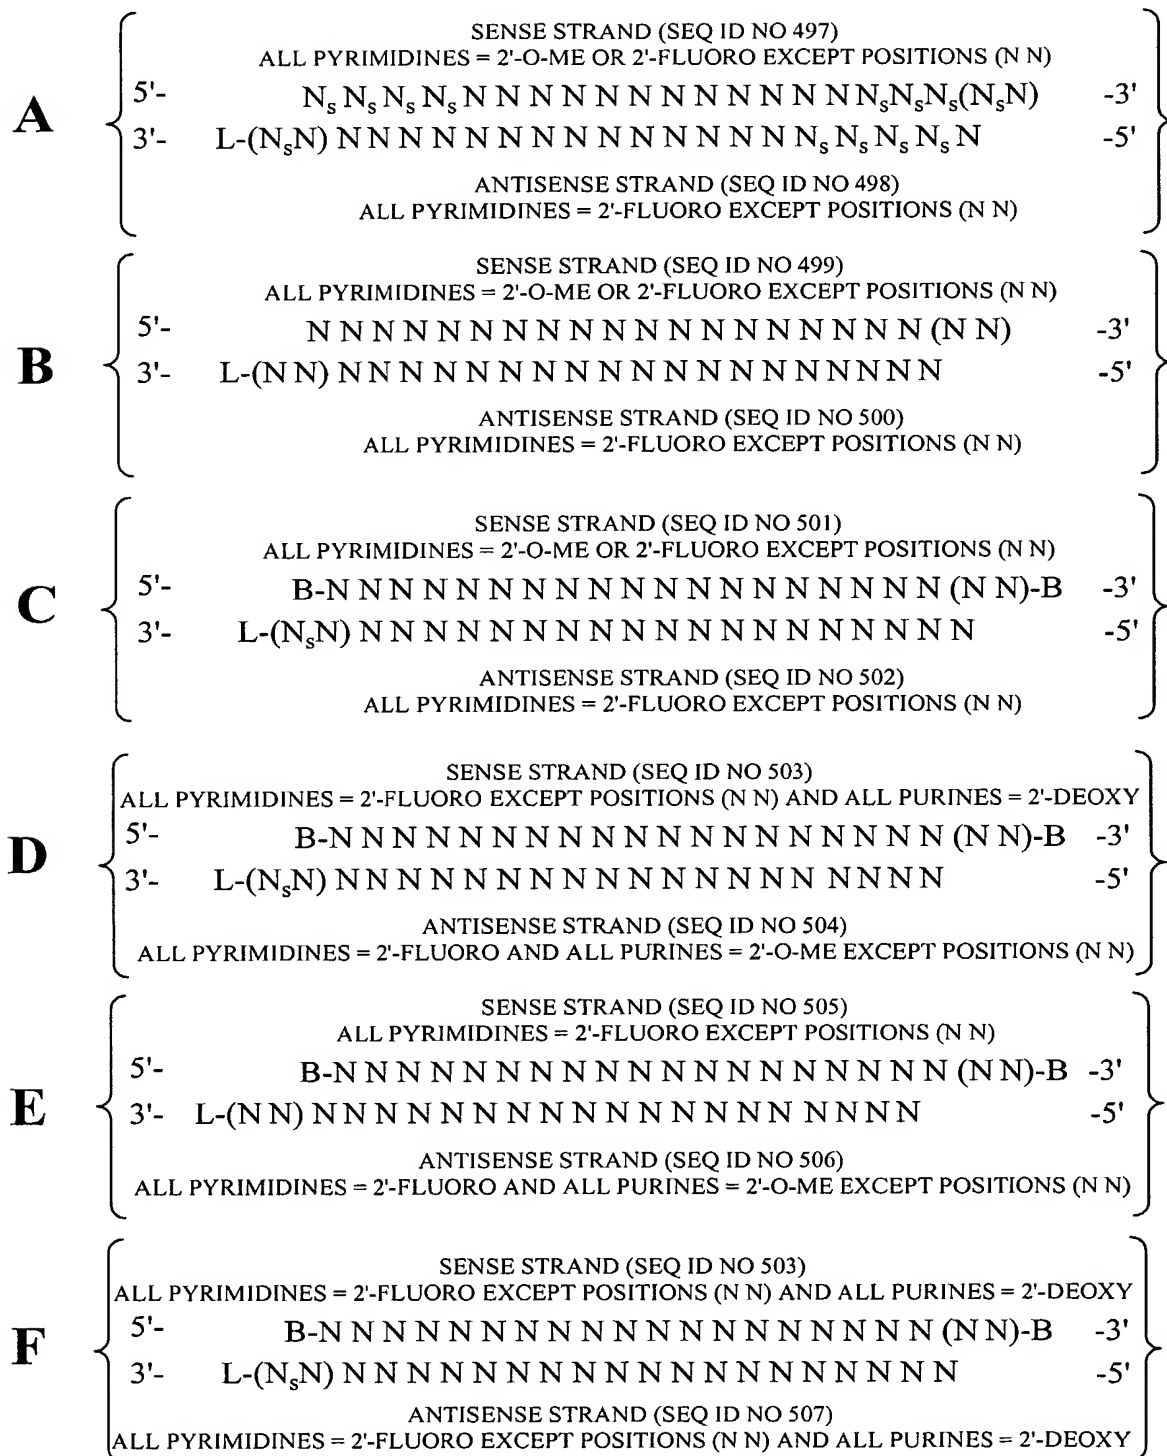 SENSE STRAND (SEQ ID NO 497)
ALL PYRIMIDINES = 2'-O-ME OR 2'-FLUORO EXCEPT POSITIONS (N N)
A
5'- NsNsNsNsN N N N N N N N N N N N NsNsNs(NsN) -3'
3'- L-(NsN) N N N N N N N N N N N N N N NsNsNsNsN -5'
ANTISENSE STRAND (SEQ ID NO 498)
ALL PYRIMIDINES = 2'-FLUORO EXCEPT POSITIONS (N N)
SENSE STRAND (SEQ ID NO 499)
ALL PYRIMIDINES = 2'-O-ME OR 2'-FLUORO EXCEPT POSITIONS (N N)
B
5'- N N N N N N N N N N N N N N N N N N N (N N) -3'
3'- L-(N N) N N N N N N N N N N N N N N N N N N N -5'
ANTISENSE STRAND (SEQ ID NO 500)
ALL PYRIMIDINES = 2'-FLUORO EXCEPT POSITIONS (N N)
SENSE STRAND (SEQ ID NO 501)
ALL PYRIMIDINES = 2'-O-ME OR 2'-FLUORO EXCEPT POSITIONS (N N)
C
5'- B-N N N N N N N N N N N N N N N N N N N (N N)-B -3'
3'- L-(NsN) N N N N N N N N N N N N N N N N N N N -5'
ANTISENSE STRAND (SEQ ID NO 502)
ALL PYRIMIDINES = 2'-FLUORO EXCEPT POSITIONS (N N)
SENSE STRAND (SEQ ID NO 503)
ALL PYRIMIDINES = 2'-FLUORO EXCEPT POSITIONS (N N) AND ALL PURINES = 2'-DEOXY
D
5'- B-N N N N N N N N N N N N N N N N N N N (N N)-B -3'
3'- L-(NsN) N N N N N N N N N N N N N N N N N N N -5'
ANTISENSE STRAND (SEQ ID NO 504)
ALL PYRIMIDINES = 2'-FLUORO AND ALL PURINES = 2'-O-ME EXCEPT POSITIONS (N N)
SENSE STRAND (SEQ ID NO 505)
ALL PYRIMIDINES = 2'-FLUORO EXCEPT POSITIONS (N N)
E
5'- B-N N N N N N N N N N N N N N N N N N N (N N)-B -3'
3'- L-(N N) N N N N N N N N N N N N N N N N N N N -5'
ANTISENSE STRAND (SEQ ID NO 506)
ALL PYRIMIDINES = 2'-FLUORO AND ALL PURINES = 2'-O-ME EXCEPT POSITIONS (N N)
SENSE STRAND (SEQ ID NO 503)
ALL PYRIMIDINES = 2'-FLUORO EXCEPT POSITIONS (N N) AND ALL PURINES = 2'-DEOXY
F
5'- B-N N N N N N N N N N N N N N N N N N N (N N)-B -3'
3'- L-(NsN) N N N N N N N N N N N N N N N N N N N -5'
ANTISENSE STRAND (SEQ ID NO 507)
ALL PYRIMIDINES = 2'-FLUORO EXCEPT POSITIONS (N N) AND ALL PURINES = 2'-DEOXY